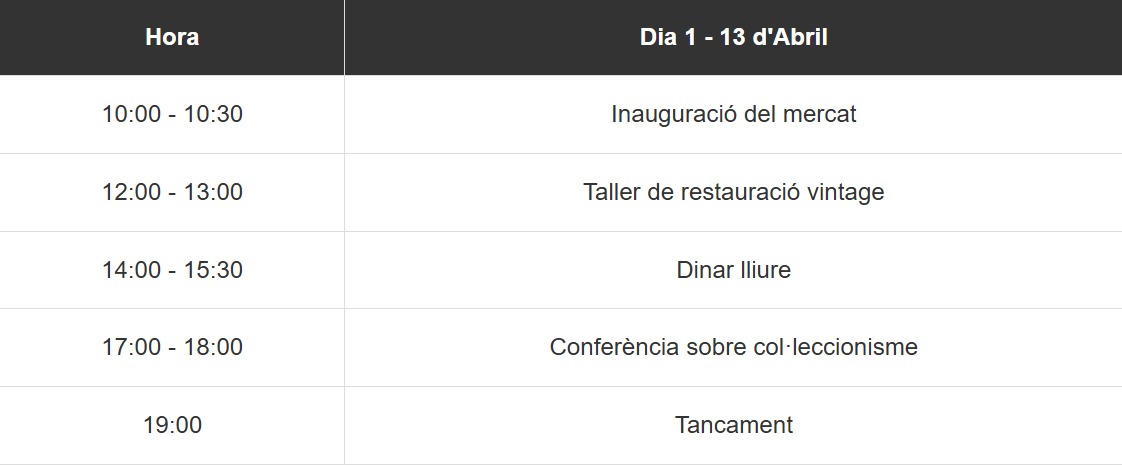 Hora Dia 1 - 13 d'Abril
10:00 - 10:30 Inauguració del mercat
12:00 - 13:00 Taller de restauració vintage
14:00 - 15:30 Dinar lliure
17:00 - 18:00 Conferència sobre col·leccionisme
19:00 Tancament